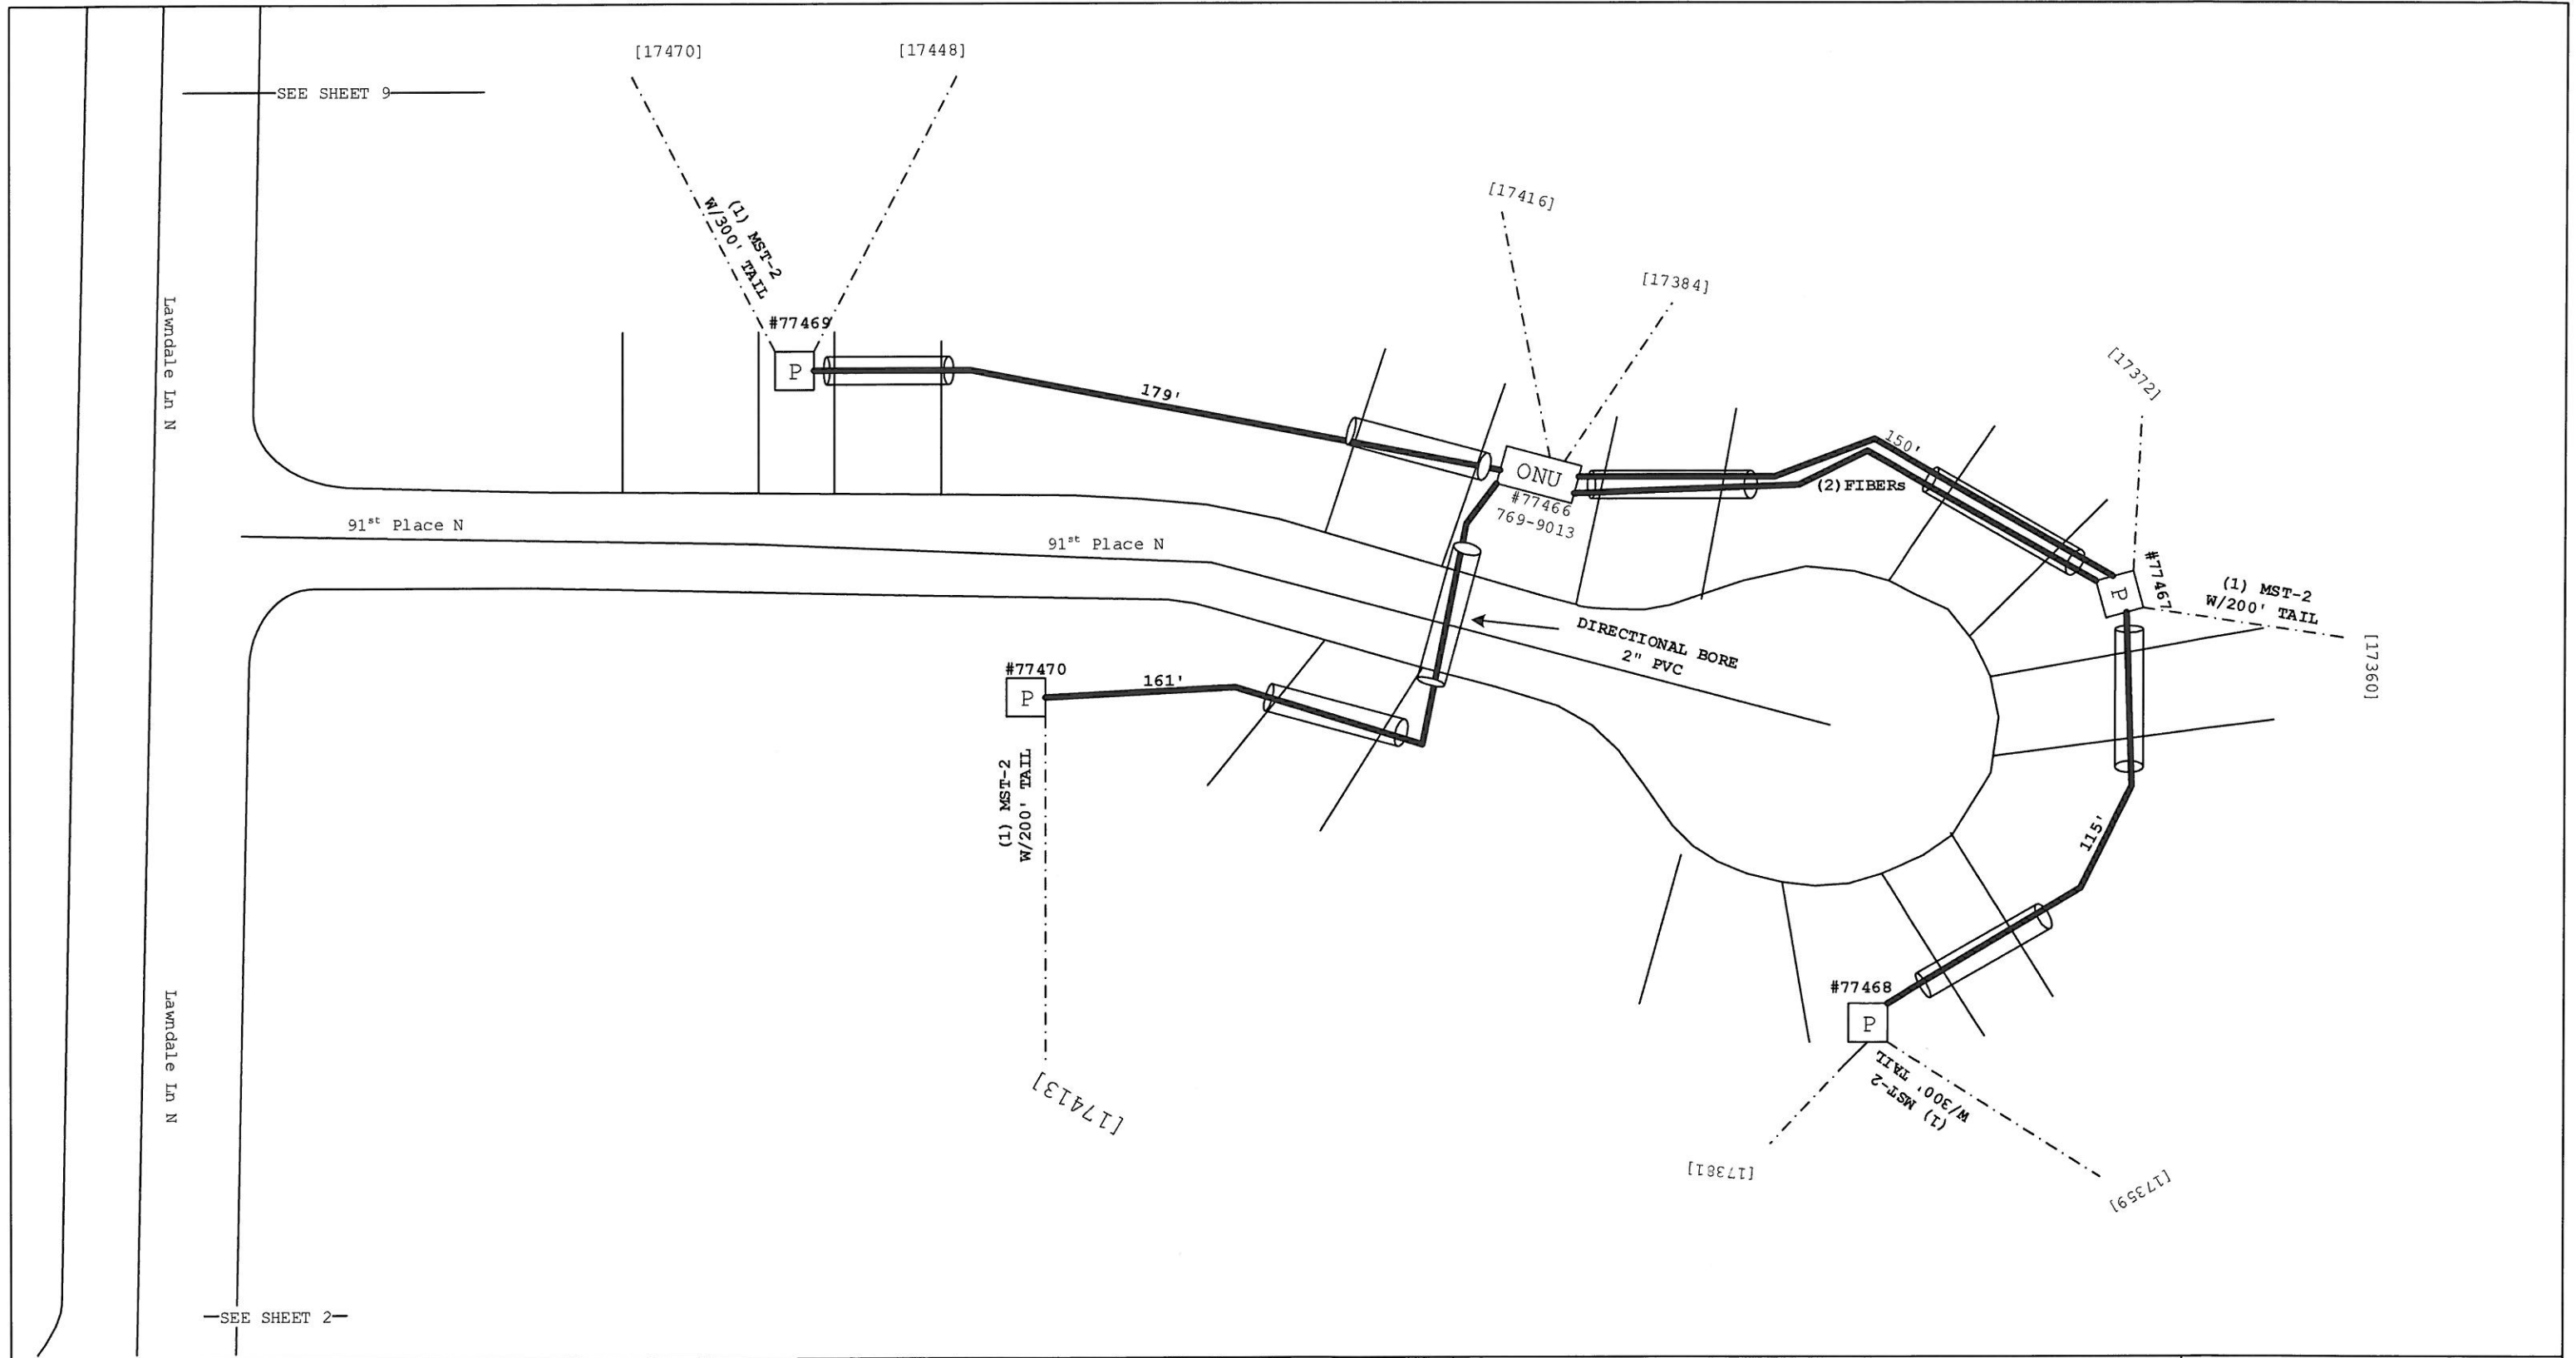 [17470]
[17448]
SEE SHEET 9
(1) MST-2
W/300' TAIL
[17416]
[17384]
#77469
P
Lawndale Ln N
179'
[17372]
150'
ONU
(2)FIBERs
#77466
769-9013
91st Place N
91st Place N
#77467
P
(1) MST-2
W/200' TAIL
[17360]
DIRECTIONAL BORE
2" PVC
#77470
P
161'
(1) MST-2
W/200' TAIL
115'
#77468
P
(1) MST-2
W/300' TAIL
[17413]
Lawndale Ln N
[17381]
[17359]
SEE SHEET 2